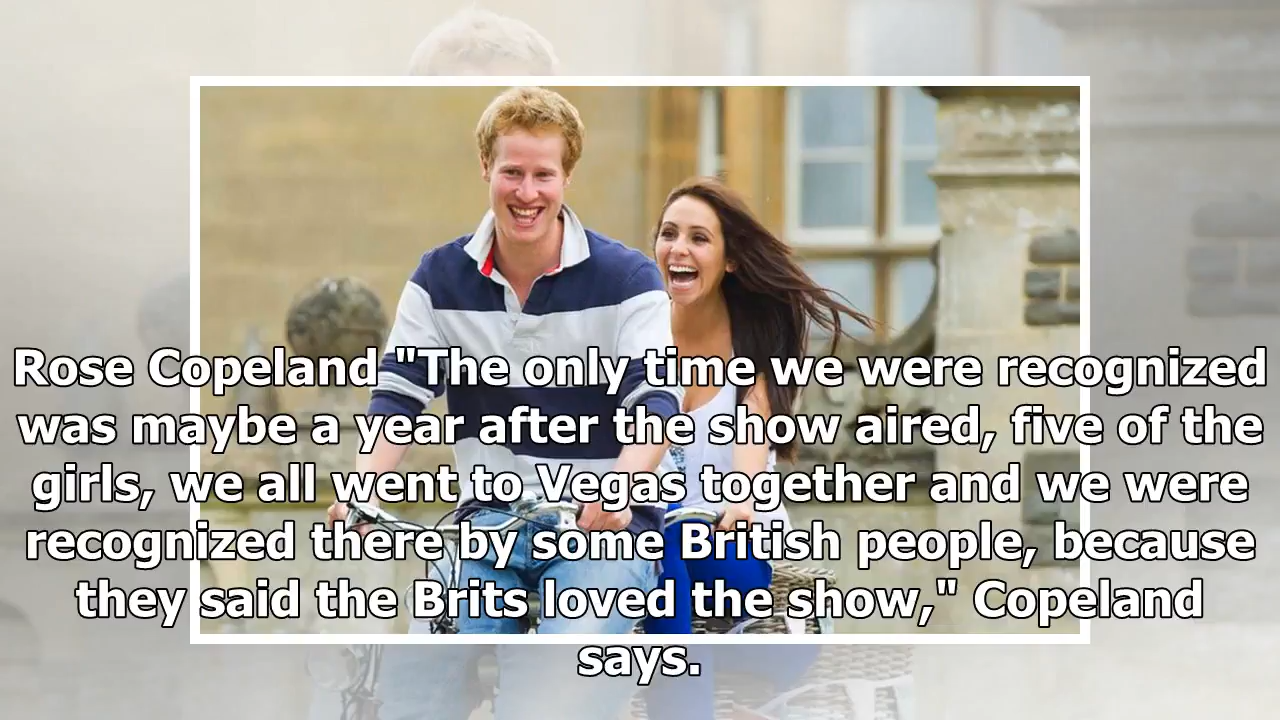 Rose Copeland "The only time we were recognized
was maybe a year after the show aired, five of the
girls, we all went to Vegas together and we were
recognized there by some British people, because
they said the Brits loved the show," Copeland
says.